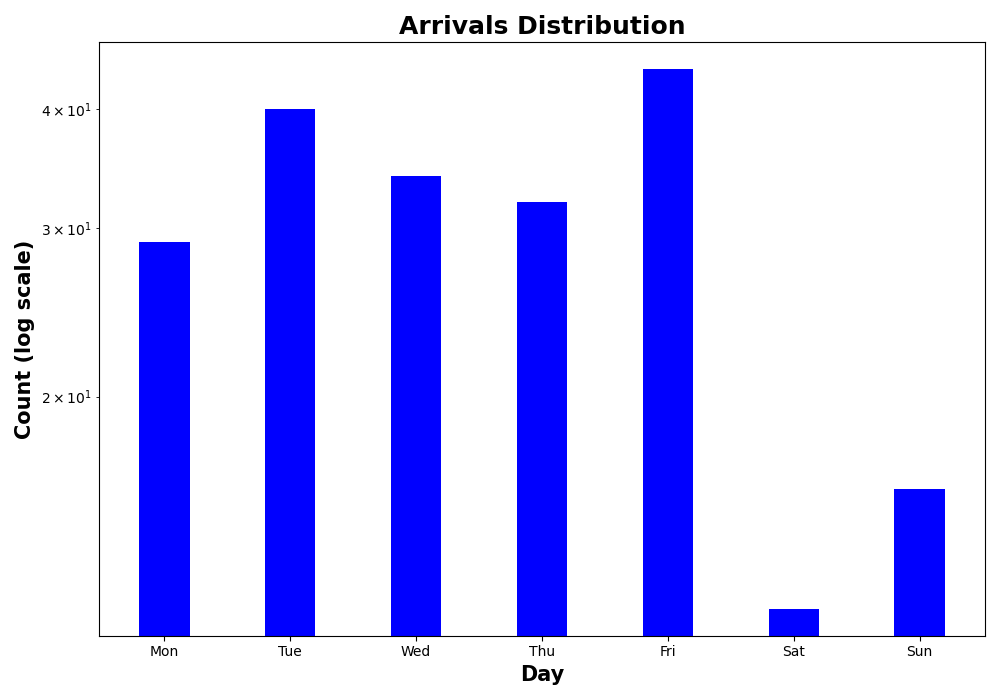 Arrivals Distribution
Count (log scale)
4 × 10¹
3 × 10¹
2 × 10¹
Mon Tue Wed Thu Fri Sat Sun
Day